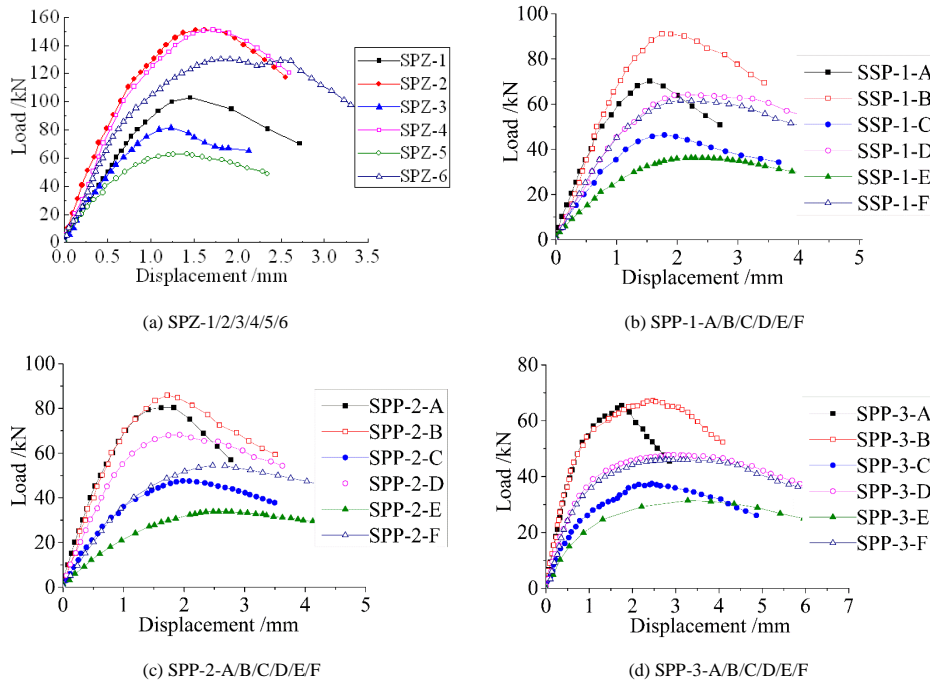 160
140
120
100
80
60
40
20
0
Load /kN
0.0 0.5 1.0 1.5 2.0 2.5 3.0 3.5
Displacement /mm
SPZ-1
SPZ-2
SPZ-3
SPZ-4
SPZ-5
SPZ-6
(a) SPZ-1/2/3/4/5/6
100
80
60
40
20
0
Load /kN
0 1 2 3 4 5
Displacement /mm
SSP-1-A
SSP-1-B
SSP-1-C
SSP-1-D
SSP-1-E
SSP-1-F
(b) SPP-1-A/B/C/D/E/F
100
80
60
40
20
0
Load /kN
0 1 2 3 4 5
Displacement /mm
SPP-2-A
SPP-2-B
SPP-2-C
SPP-2-D
SPP-2-E
SPP-2-F
(c) SPP-2-A/B/C/D/E/F
80
60
40
20
0
Load /kN
0 1 2 3 4 5 6 7
Displacement /mm
SPP-3-A
SPP-3-B
SPP-3-C
SPP-3-D
SPP-3-E
SPP-3-F
(d) SPP-3-A/B/C/D/E/F